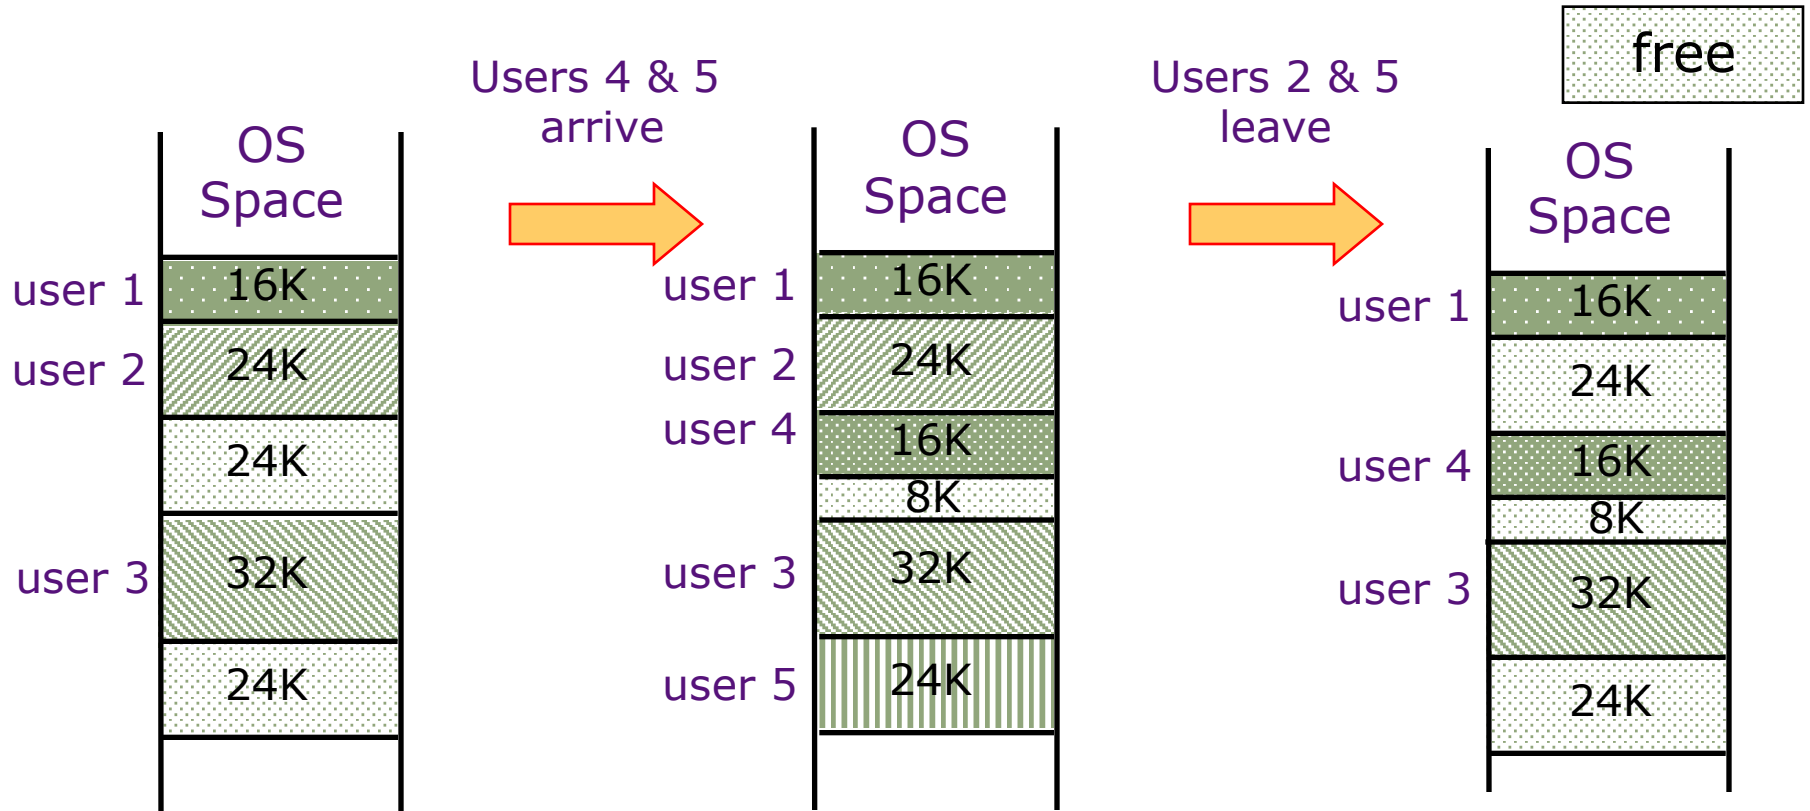 free
Users 4 & 5
arrive
Users 2 & 5
leave
OS
Space
user 1 16K
user 2 24K
24K
user 3 32K
24K
OS
Space
user 1 16K
user 2 24K
user 4 16K
8K
user 3 32K
user 5 24K
OS
Space
user 1 16K
24K
user 4 16K
8K
user 3 32K
24K